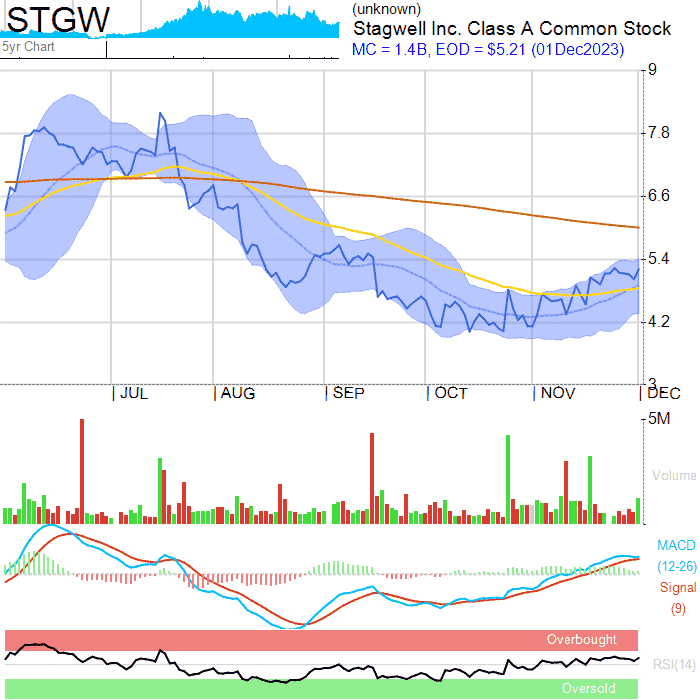 STGW
5yr Chart
(unknown)
Stagwell Inc. Class A Common Stock
MC = 1.4B, EOD = $5.21 (01Dec2023)
9
7.8
6.6
5.4
4.2
3
JUL AUG SEP OCT NOV DEC
5M
Volume
MACD
(12-26)
Signal
(9)
Overbought
RSI(14)
Oversold